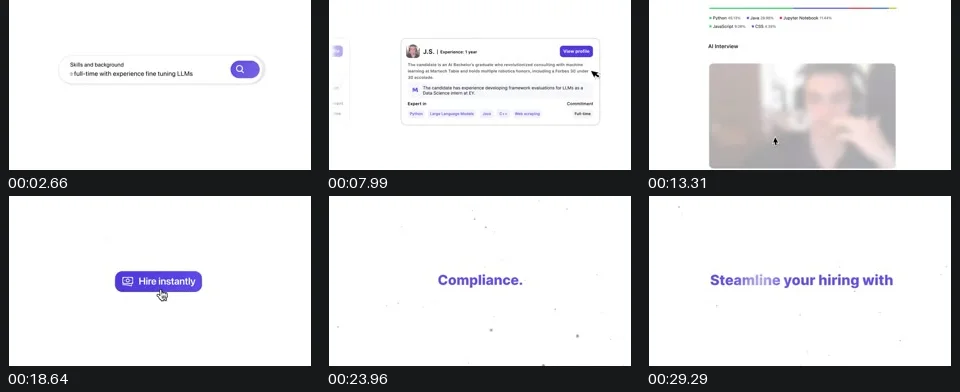 Skills and background
full-time with experience fine tuning LLMs
00:02.66
J.S. | Experience: 1 year
View profile
The candidate is an AI Bachelor's graduate who revolutionized consulting with machine
learning at Martech Table and holds multiple robotics honors, including a Forbes 30 under
30 accolade.
M
The candidate has experience developing framework evaluations for LLMs as a
Data Science intern at EY.
Expert in
Commitment
Python
Large Language Models
Java
C++
Web scraping
Full-time
00:07.99
Python
Java
Jupyter Notebook
JavaScript
CSS
AI Interview
00:13.31
Hire instantly
00:18.64
Compliance.
00:23.96
Steamline your hiring with
00:29.29